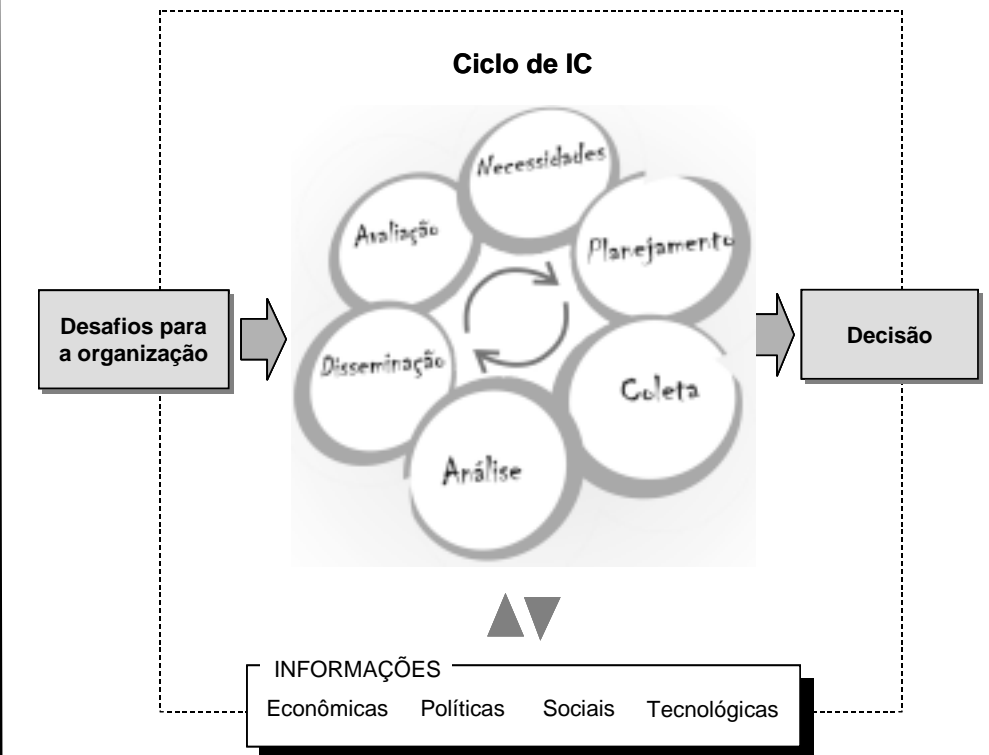 Ciclo de IC
Necessidades
Avaliação
Planejamento
Desafios para
a organização
Decisão
Disseminação
Coleta
Análise
INFORMAÇÕES
Econômicas Políticas Sociais Tecnológicas